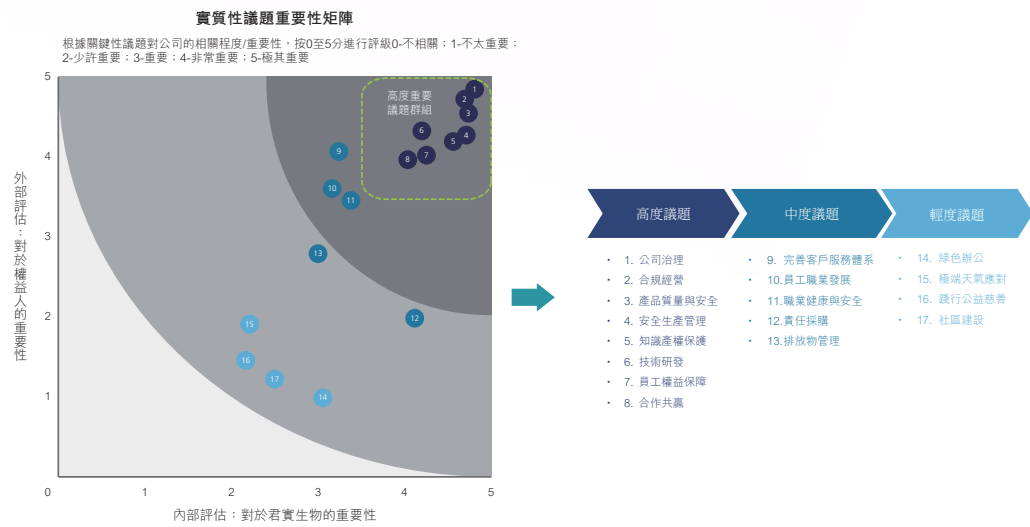 實質性議題重要性矩陣
根據關鍵性議題對公司的相關程度/重要性，按0至5分進行評級0-不相關；1-不太重要；
2-少許重要；3-重要；4-非常重要；5-極其重要
外部評估：對於權益人的重要性
5
4
3
2
1
0
1
2
3
4
5
內部評估：對於君實生物的重要性
高度重要
議題群組
1
2
3
4
5
6
7
8
9
10
11
13
12
15
16
17
14
高度議題
1. 公司治理
2. 合規經營
3. 產品質量與安全
4. 安全生產管理
5. 知識產權保護
6. 技術研發
7. 員工權益保障
8. 合作共贏
中度議題
9. 完善客戶服務體系
10.員工職業發展
11.職業健康與安全
12.責任採購
13.排放物管理
輕度議題
14. 綠色辦公
15. 極端天氣應對
16. 踐行公益慈善
17. 社區建設